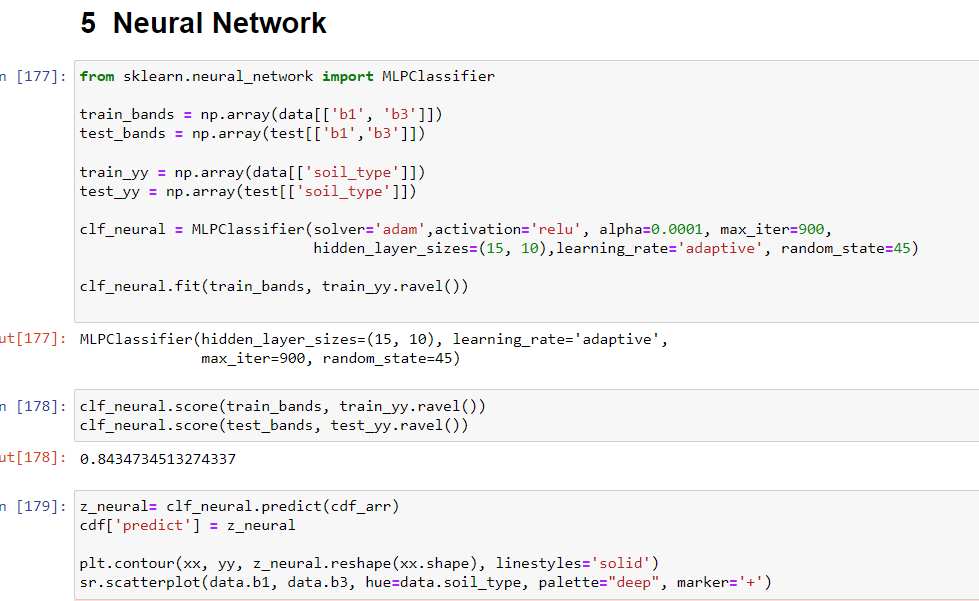 5 Neural Network
n [177]:
from sklearn.neural_network import MLPClassifier
train_bands = np.array(data[['b1', 'b3']])
test_bands = np.array(test[['b1','b3']])
train_yy = np.array(data[['soil_type']])
test_yy = np.array(test[['soil_type']])
clf_neural = MLPClassifier(solver='adam',activation='relu', alpha=0.0001, max_iter=900,
hidden_layer_sizes=(15, 10),learning_rate='adaptive', random_state=45)
clf_neural.fit(train_bands, train_yy.ravel())
ut[177]:
MLPClassifier(hidden_layer_sizes=(15, 10), learning_rate='adaptive',
max_iter=900, random_state=45)
n [178]:
clf_neural.score(train_bands, train_yy.ravel())
clf_neural.score(test_bands, test_yy.ravel())
ut[178]:
0.8434734513274337
n [179]:
z_neural= clf_neural.predict(cdf_arr)
cdf['predict'] = z_neural
plt.contour(xx, yy, z_neural.reshape(xx.shape), linestyles='solid')
sr.scatterplot(data.b1, data.b3, hue=data.soil_type, palette="deep", marker='+')